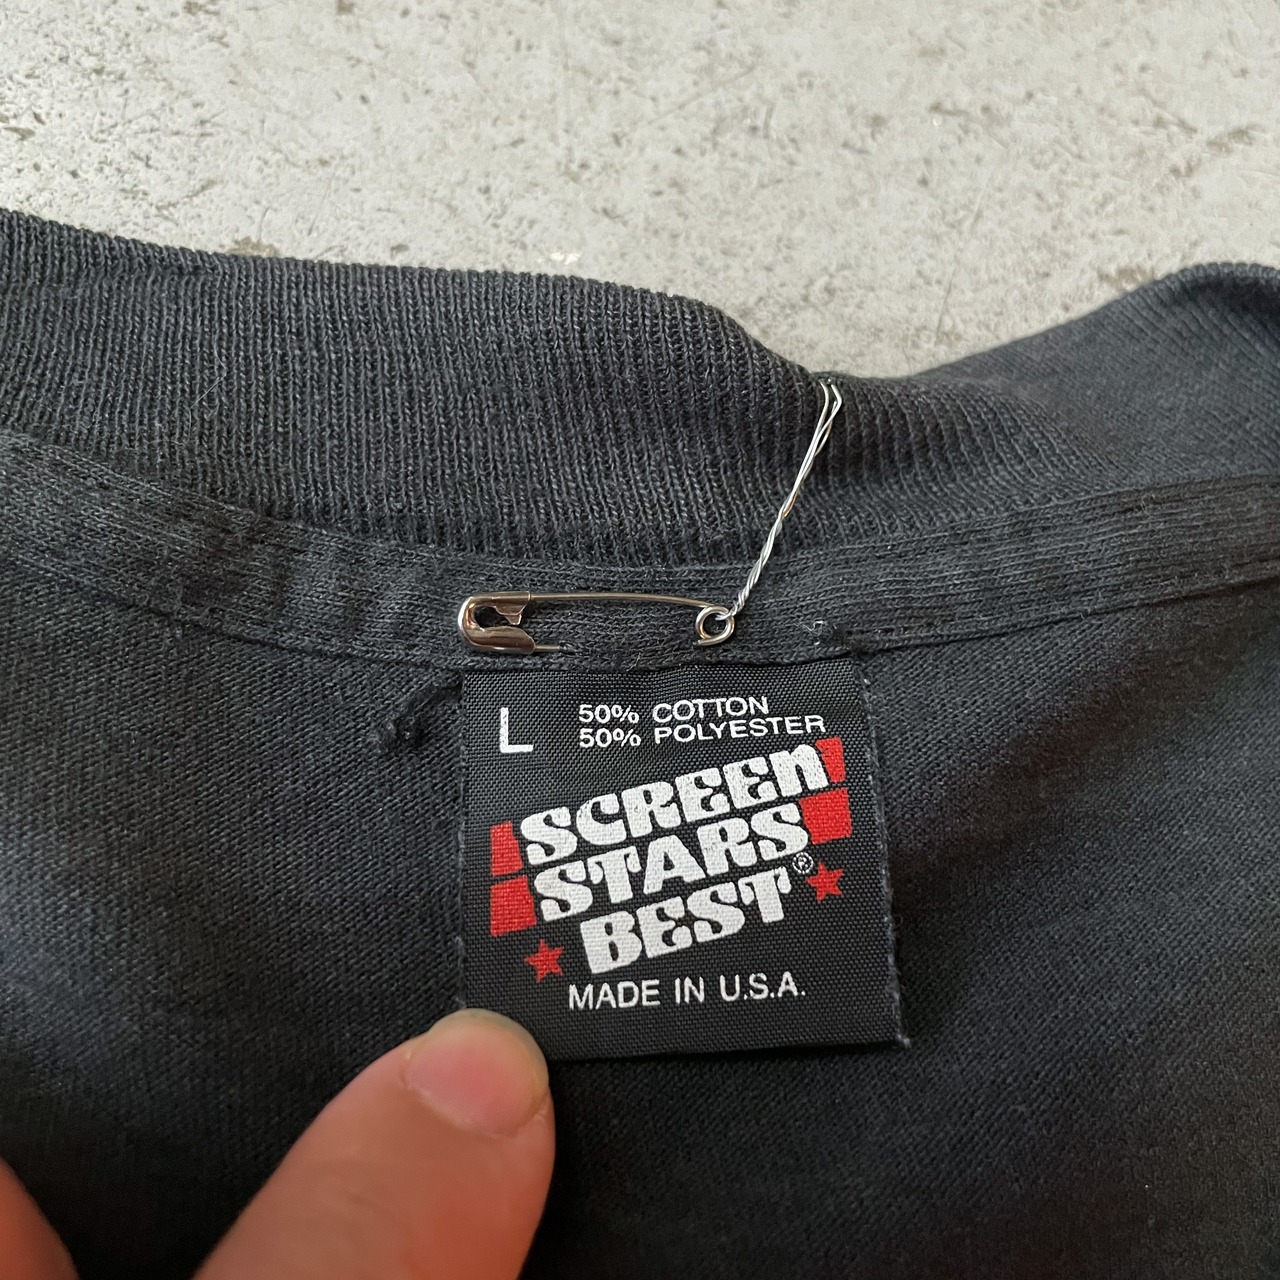 L
50% COTTON
50% POLYESTER
SCREEN
STARS
BEST®
MADE IN U.S.A.